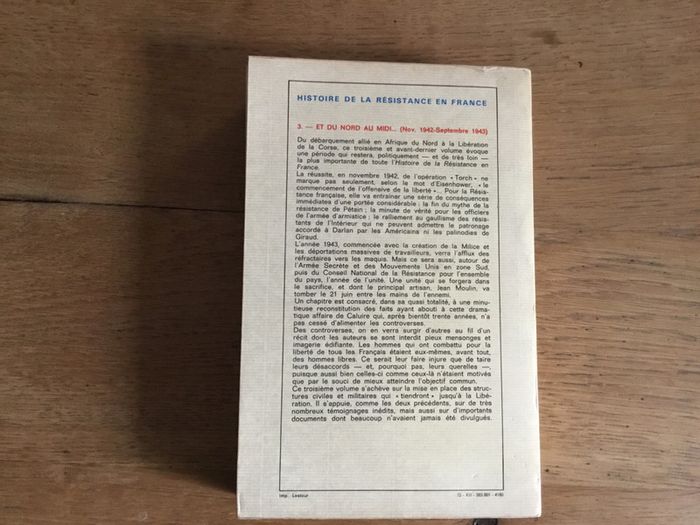 HISTOIRE DE LA RÉSISTANCE EN FRANCE
3. — ET DU NORD AU MIDI... (Nov. 1942-Septembre 1943)
Du débarquement allié en Afrique du Nord à la Libération
de la Corse, ce troisième et avant-dernier volume évoque
une période qui restera, politiquement — et de très loin —
la plus importante de toute l'Histoire de la Résistance en
France.
La réussite, en novembre 1942, de l'opération « Torch » ne
marque pas seulement, selon le mot d'Eisenhower, « le
commencement de l'offensive de la liberté »... Pour la Résis-
tance française, elle va entraîner une série de conséquences
immédiates d'une portée considérable : la fin du mythe de la
résistance de Pétain ; la minute de vérité pour les officiers
de l'armée d'armistice ; le ralliement au gaullisme des résis-
tants de l'Intérieur qui ne peuvent admettre le patronage
accordé à Darlan par les Américains ni les palinodies de
Giraud.
L'année 1943, commencée avec la création de la Milice et
les déportations massives de travailleurs, verra l'afflux des
réfractaires vers les maquis. Mais ce sera aussi, autour de
l'Armée Secrète et des Mouvements Unis en zone Sud,
puis du Conseil National de la Résistance pour l'ensemble
du pays, l'année de l'unité. Une unité qui se forgera dans
le sacrifice, et dont le principal artisan, Jean Moulin, va
tomber le 21 juin entre les mains de l'ennemi.
Un chapitre est consacré, dans sa quasi totalité, à une minu-
tieuse reconstitution des faits ayant abouti à cette drama-
tique affaire de Caluire qui, après bientôt trente années, n'a
pas cessé d'alimenter les controverses.
Des controverses, on en verra surgir d'autres au fil d'un
récit dont les auteurs se sont interdit pieux mensonges et
imagerie édifiante. Les hommes qui ont combattu pour la
liberté de tous les Français étaient eux-mêmes, avant tout,
des hommes libres. Ce serait leur faire injure que de taire
leurs désaccords — et, pourquoi pas, leurs querelles —,
puisque aussi bien celles-ci comme ceux-là n'étaient motivés
que par le souci de mieux atteindre l'objectif commun.
Ce troisième volume s'achève sur la mise en place des struc-
tures civiles et militaires qui « tiendront » jusqu'à la Libé-
ration. Il s'appuie, comme les deux précédents, sur de très
nombreux témoignages inédits, mais aussi sur d'importants
documents dont beaucoup n'avaient jamais été divulgués.
Imp. Lescour